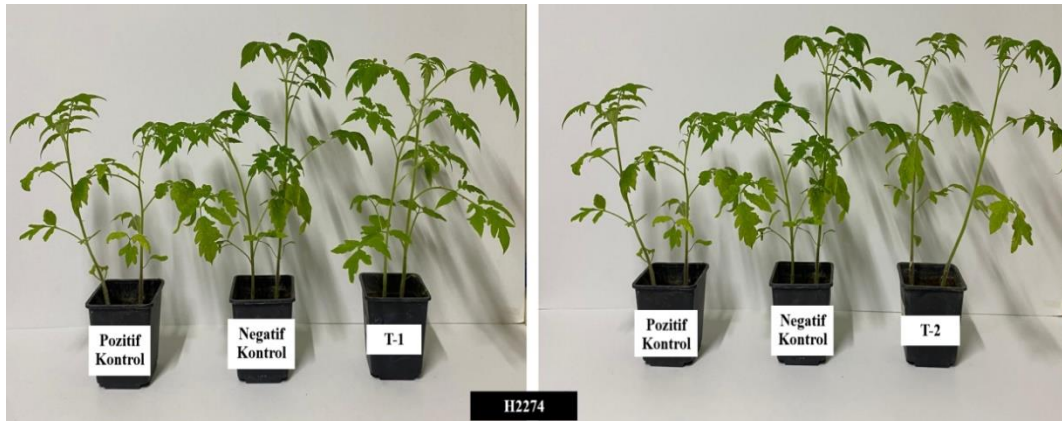 Pozitif
Kontrol
Negatif
Kontrol
T-1
Pozitif
Kontrol
Negatif
Kontrol
T-2
H2274